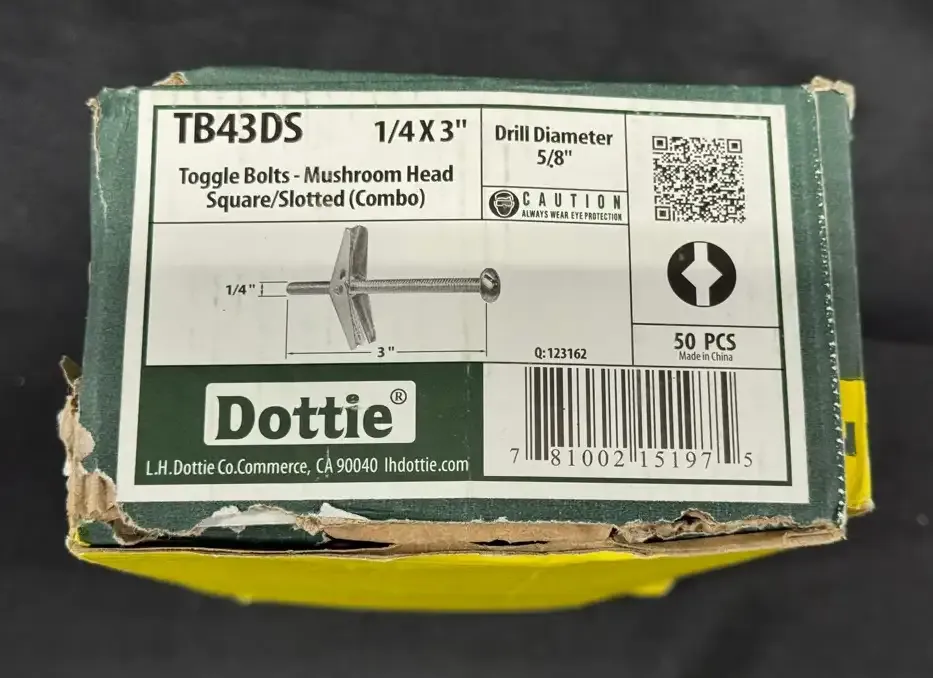 TB43DS 1/4 X 3"
Toggle Bolts - Mushroom Head
Square/Slotted (Combo)
Drill Diameter
5/8"
CAUTION
ALWAYS WEAR EYE PROTECTION
1/4"
3"
Q:123162
50 PCS
Made in China
Dottie®
L.H.Dottie Co.Commerce, CA 90040 lhdottie.com
7 81002 15197 5